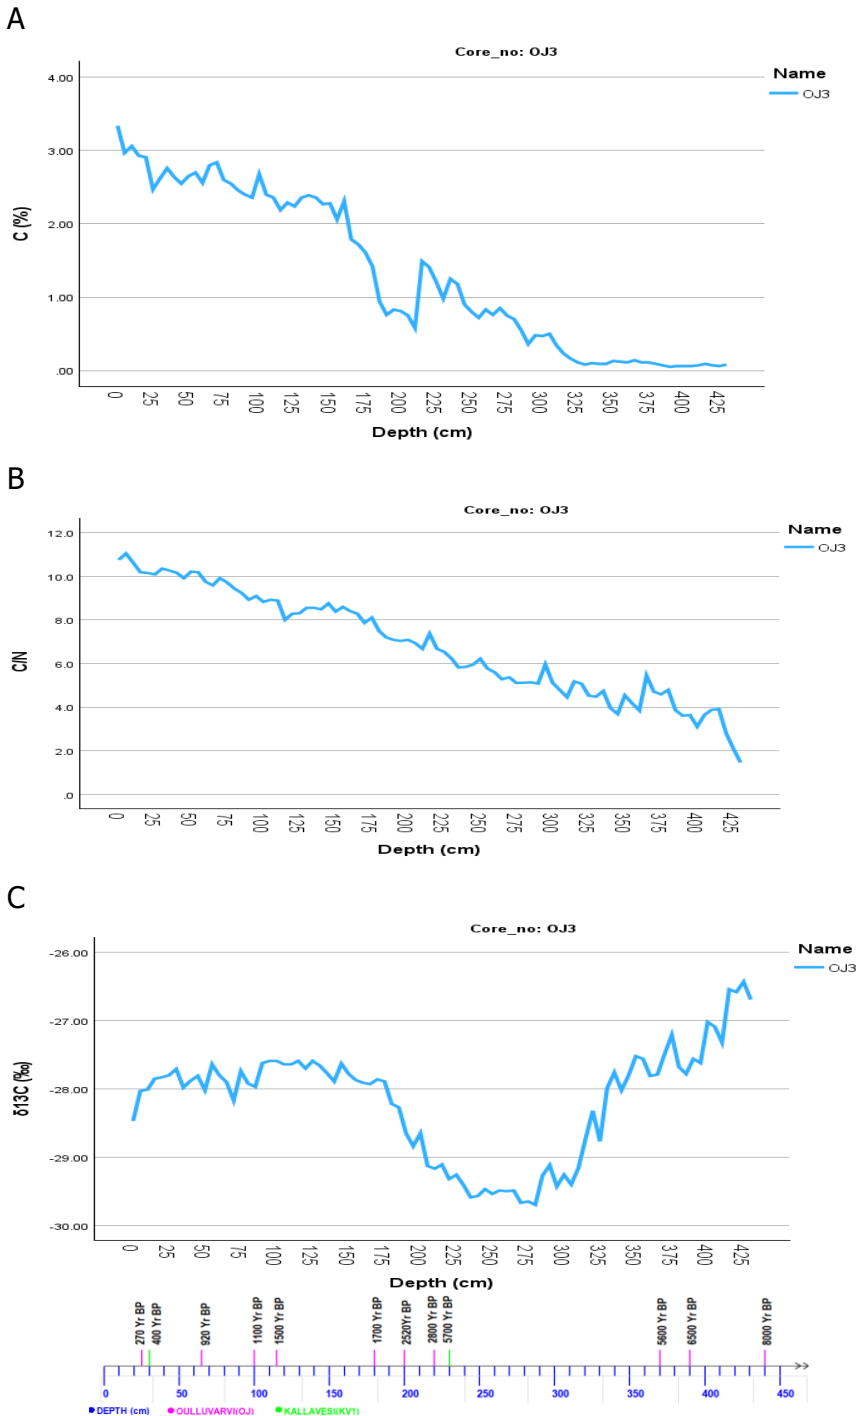 A
Core_no: OJ3
Name
OJ3
4.00
3.00
2.00
1.00
.00
C (%)
0 25 50 75 100 125 150 175 200 225 250 275 300 325 350 375 400 425
Depth (cm)
B
Core_no: OJ3
Name
OJ3
12.0
10.0
8.0
6.0
4.0
2.0
.0
C/N
0 25 50 75 100 125 150 175 200 225 250 275 300 325 350 375 400 425
Depth (cm)
C
Core_no: OJ3
Name
OJ3
-26.00
-27.00
-28.00
-29.00
-30.00
δ13C (‰)
0 25 50 75 100 125 150 175 200 225 250 275 300 325 350 375 400 425
Depth (cm)
270 Yr BP
400 Yr BP
920 Yr BP
1100 Yr BP
1500 Yr BP
1700 Yr BP
2520Yr BP
2800 Yr BP
5700 Yr BP
5600 Yr BP
6500 Yr BP
8000 Yr BP
0 50 100 150 200 250 300 350 400 450
DEPTH (cm) OULLUVARVI(OJ) KALLAVESI(KV1)